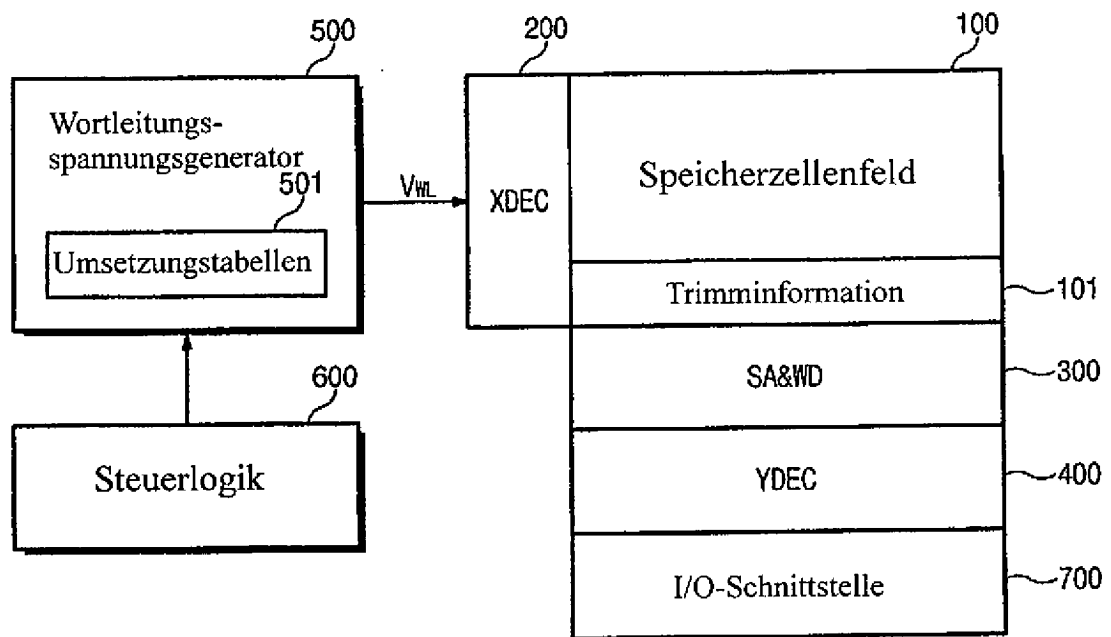 500
200
100
Wortleitungs-
spannungsgenerator
501
Umsetzungstabellen
VWL
XDEC
Speicherzellenfeld
Trimminformation
101
600
SA&WD
300
Steuerlogik
YDEC
400
I/O-Schnittstelle
700